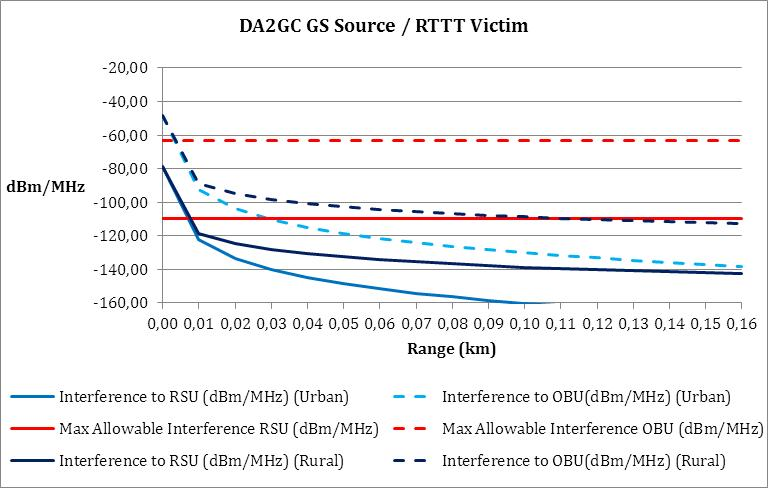 DA2GC GS Source / RTTT Victim
-20,00
-40,00
-60,00
-80,00
dBm/MHz
-100,00
-120,00
-140,00
-160,00
0,00 0,01 0,02 0,03 0,04 0,05 0,06 0,07 0,08 0,09 0,10 0,11 0,12 0,13 0,14 0,15 0,16
Range (km)
Interference to RSU (dBm/MHz) (Urban) Interference to OBU(dBm/MHz) (Urban)
Max Allowable Interference RSU (dBm/MHz) Max Allowable Interference OBU (dBm/MHz)
Interference to RSU (dBm/MHz) (Rural) Interference to OBU(dBm/MHz) (Rural)